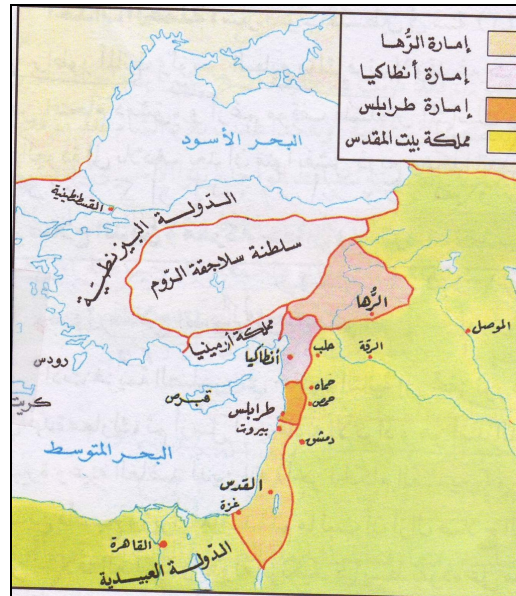 إمارة الرُّها
إمارة أنطاكيا
إمارة طرابلس
مملكة بيت المقدس
البحر الأسود
القسطنطينية
الدولة البيزنطية
سلطنة سلاجقة الروم
الرُّها
الموصل
مملكة أرمينيا
رودس
أنطاكيا
حلب
الرقة
كريت
قبرص
حماه
حمص
طرابلس
بيروت
دمشق
البحر المتوسط
القدس
غزة
القاهرة
الدولة العبيدية